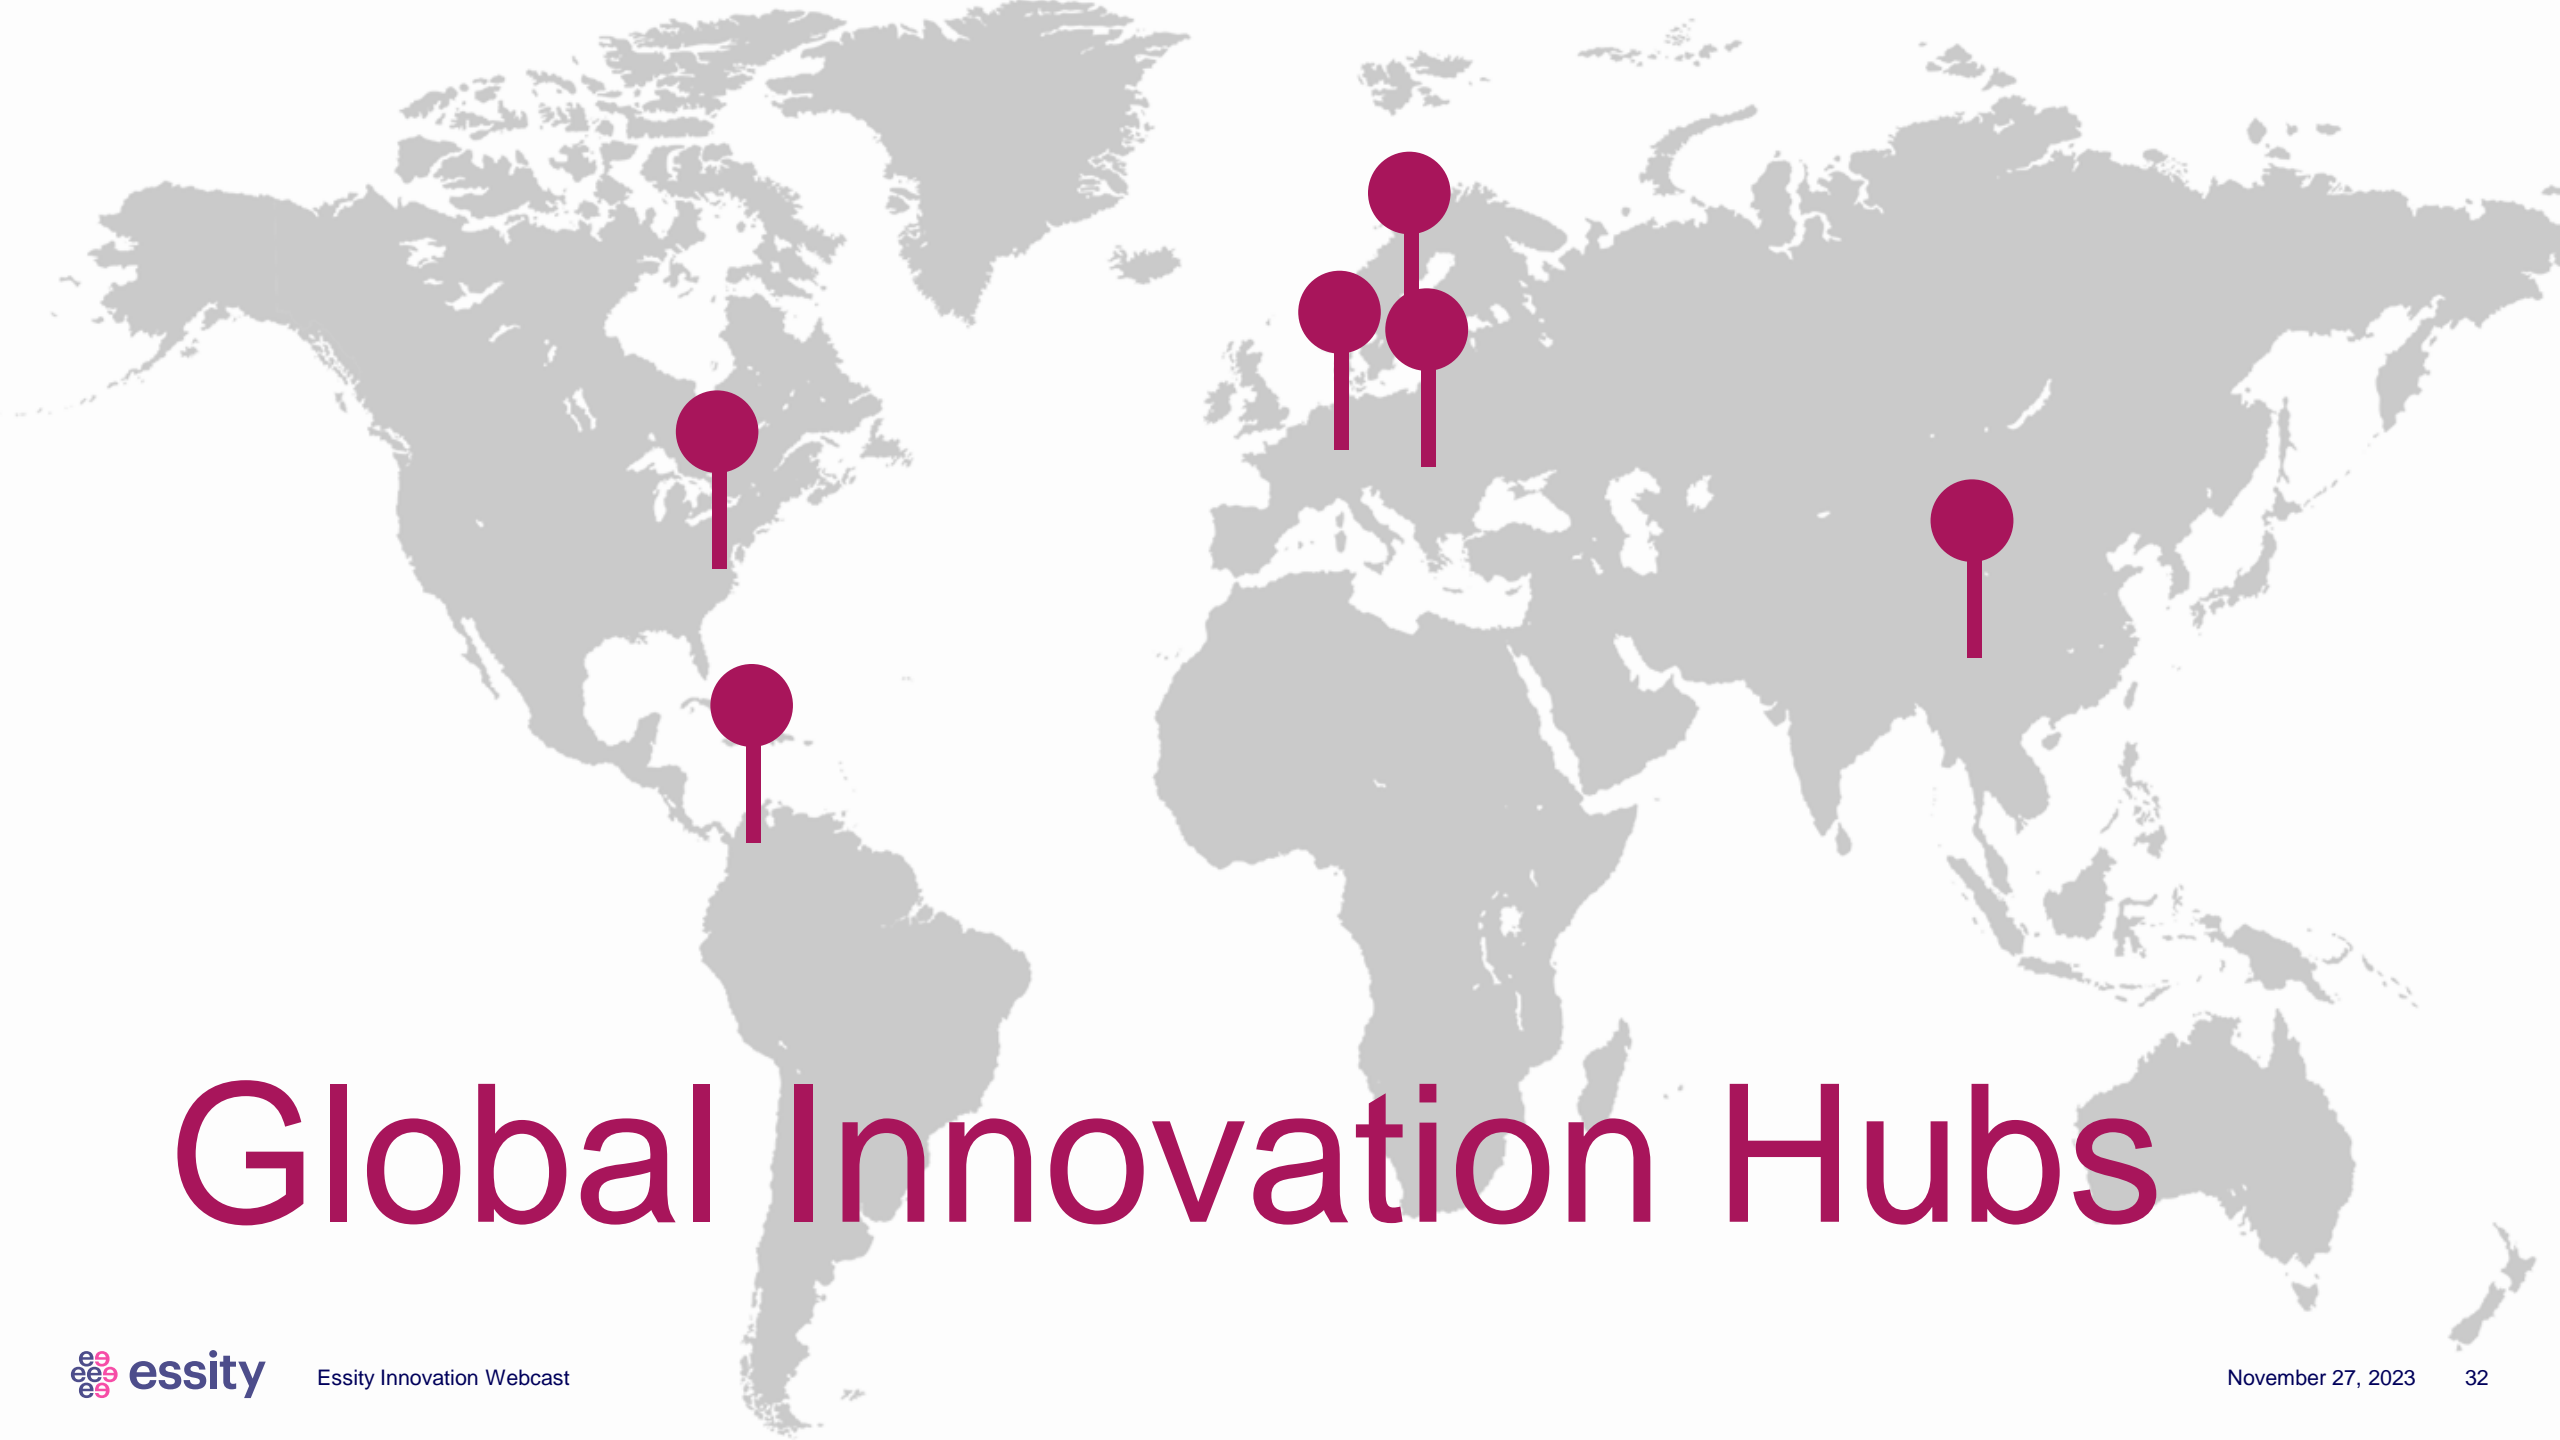 Global Innovation Hubs
essity
Essity Innovation Webcast
November 27, 2023
32